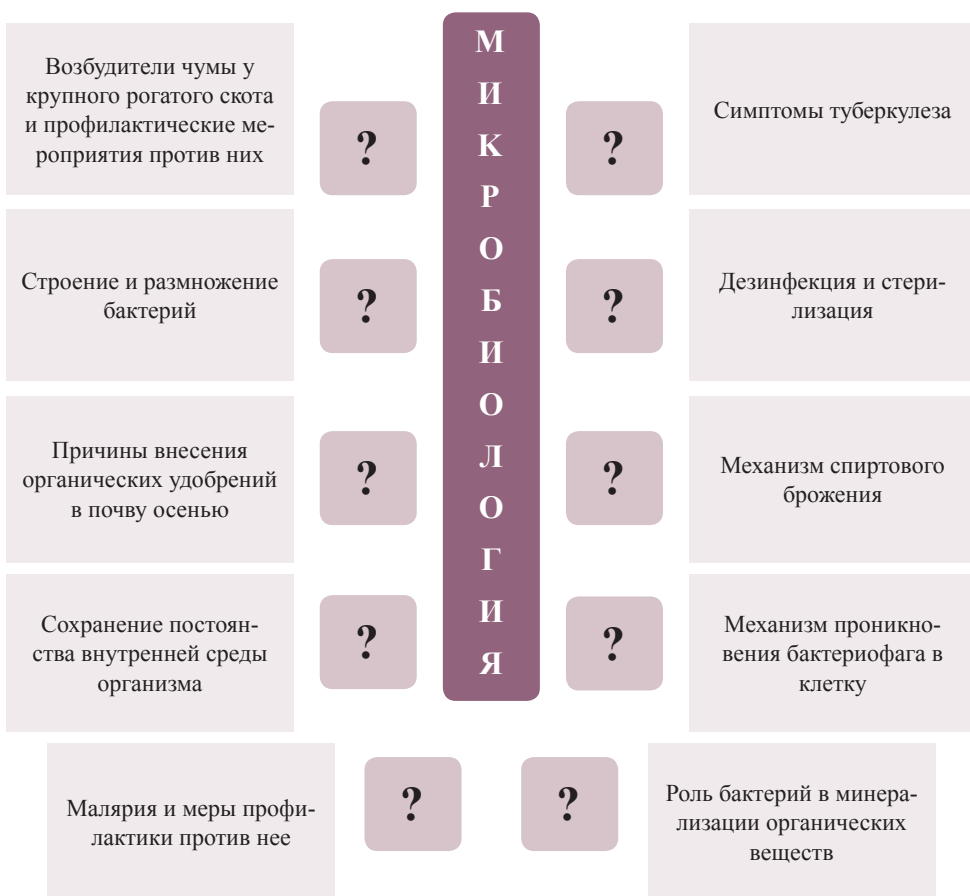 Возбудители чумы у
крупного рогатого скота
и профилактические ме-
роприятия против них
?
М
И
К
Р
О
Б
И
О
Л
О
Г
И
Я
?
Симптомы туберкулеза
Строение и размножение
бактерий
?
?
Дезинфекция и стери-
лизация
Причины внесения
органических удобрений
в почву осенью
?
?
Механизм спиртового
брожения
Сохранение постоян-
ства внутренней среды
организма
?
?
Механизм проникно-
вения бактериофага в
клетку
Малярия и меры профи-
лактики против нее
?
?
Роль бактерий в минера-
лизации органических
веществ